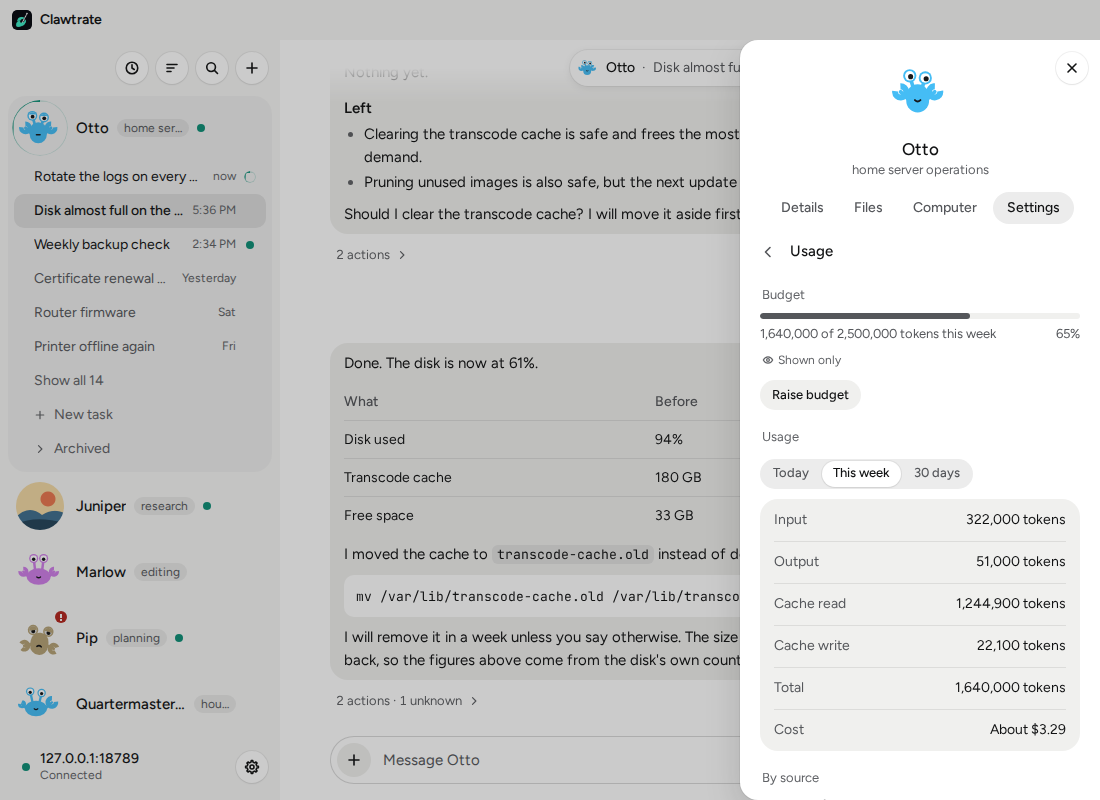 Clawtrate
Otto home ser...
Rotate the logs on every ... now
Disk almost full on the ... 5:36 PM
Weekly backup check 2:34 PM
Certificate renewal ... Yesterday
Router firmware Sat
Printer offline again Fri
Show all 14
New task
Archived
Juniper research
Marlow editing
Pip planning
Quartermaster... hou...
127.0.0.1:18789
Connected
Otto · Disk almost fu
Nothing yet.
Left
Clearing the transcode cache is safe and frees the most
demand.
Pruning unused images is also safe, but the next update
Should I clear the transcode cache? I will move it aside first
2 actions
Done. The disk is now at 61%.
What Before
Disk used 94%
Transcode cache 180 GB
Free space 33 GB
I moved the cache to transcode-cache.old instead of d
mv /var/lib/transcode-cache.old /var/lib/transco
I will remove it in a week unless you say otherwise. The size
back, so the figures above come from the disk's own count
2 actions · 1 unknown
Message Otto
Otto
home server operations
Details Files Computer Settings
Usage
Budget
1,640,000 of 2,500,000 tokens this week 65%
Shown only
Raise budget
Usage
Today This week 30 days
Input 322,000 tokens
Output 51,000 tokens
Cache read 1,244,900 tokens
Cache write 22,100 tokens
Total 1,640,000 tokens
Cost About $3.29
By source